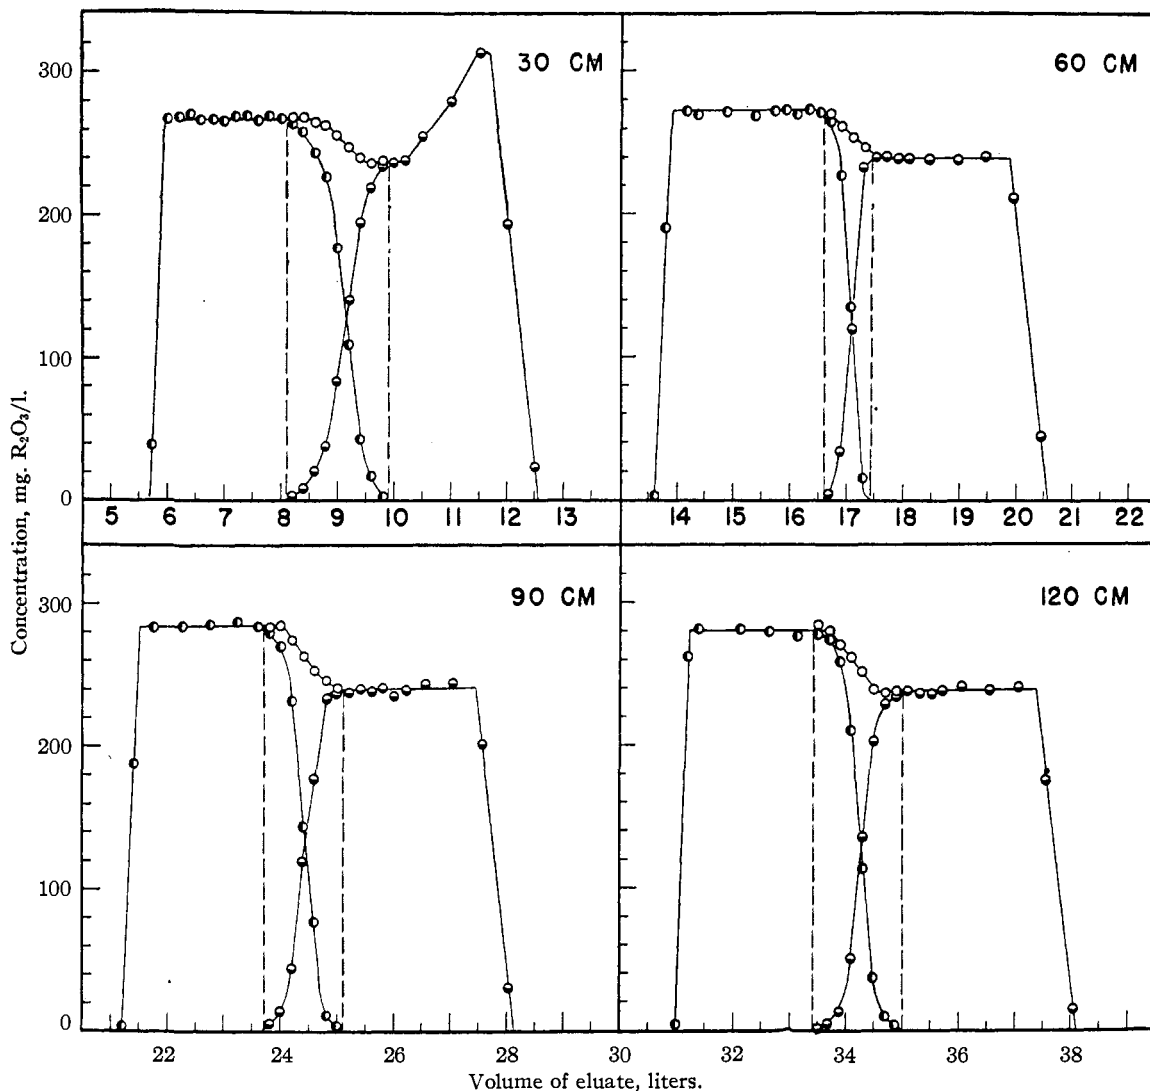 30 CM
60 CM
300
200
100
0
5 6 7 8 9 10 11 12 13
14 15 16 17 18 19 20 21 22
Concentration, mg. R₂O₃/l.
90 CM
120 CM
300
200
100
0
22 24 26 28 30 32 34 36 38
Volume of eluate, liters.